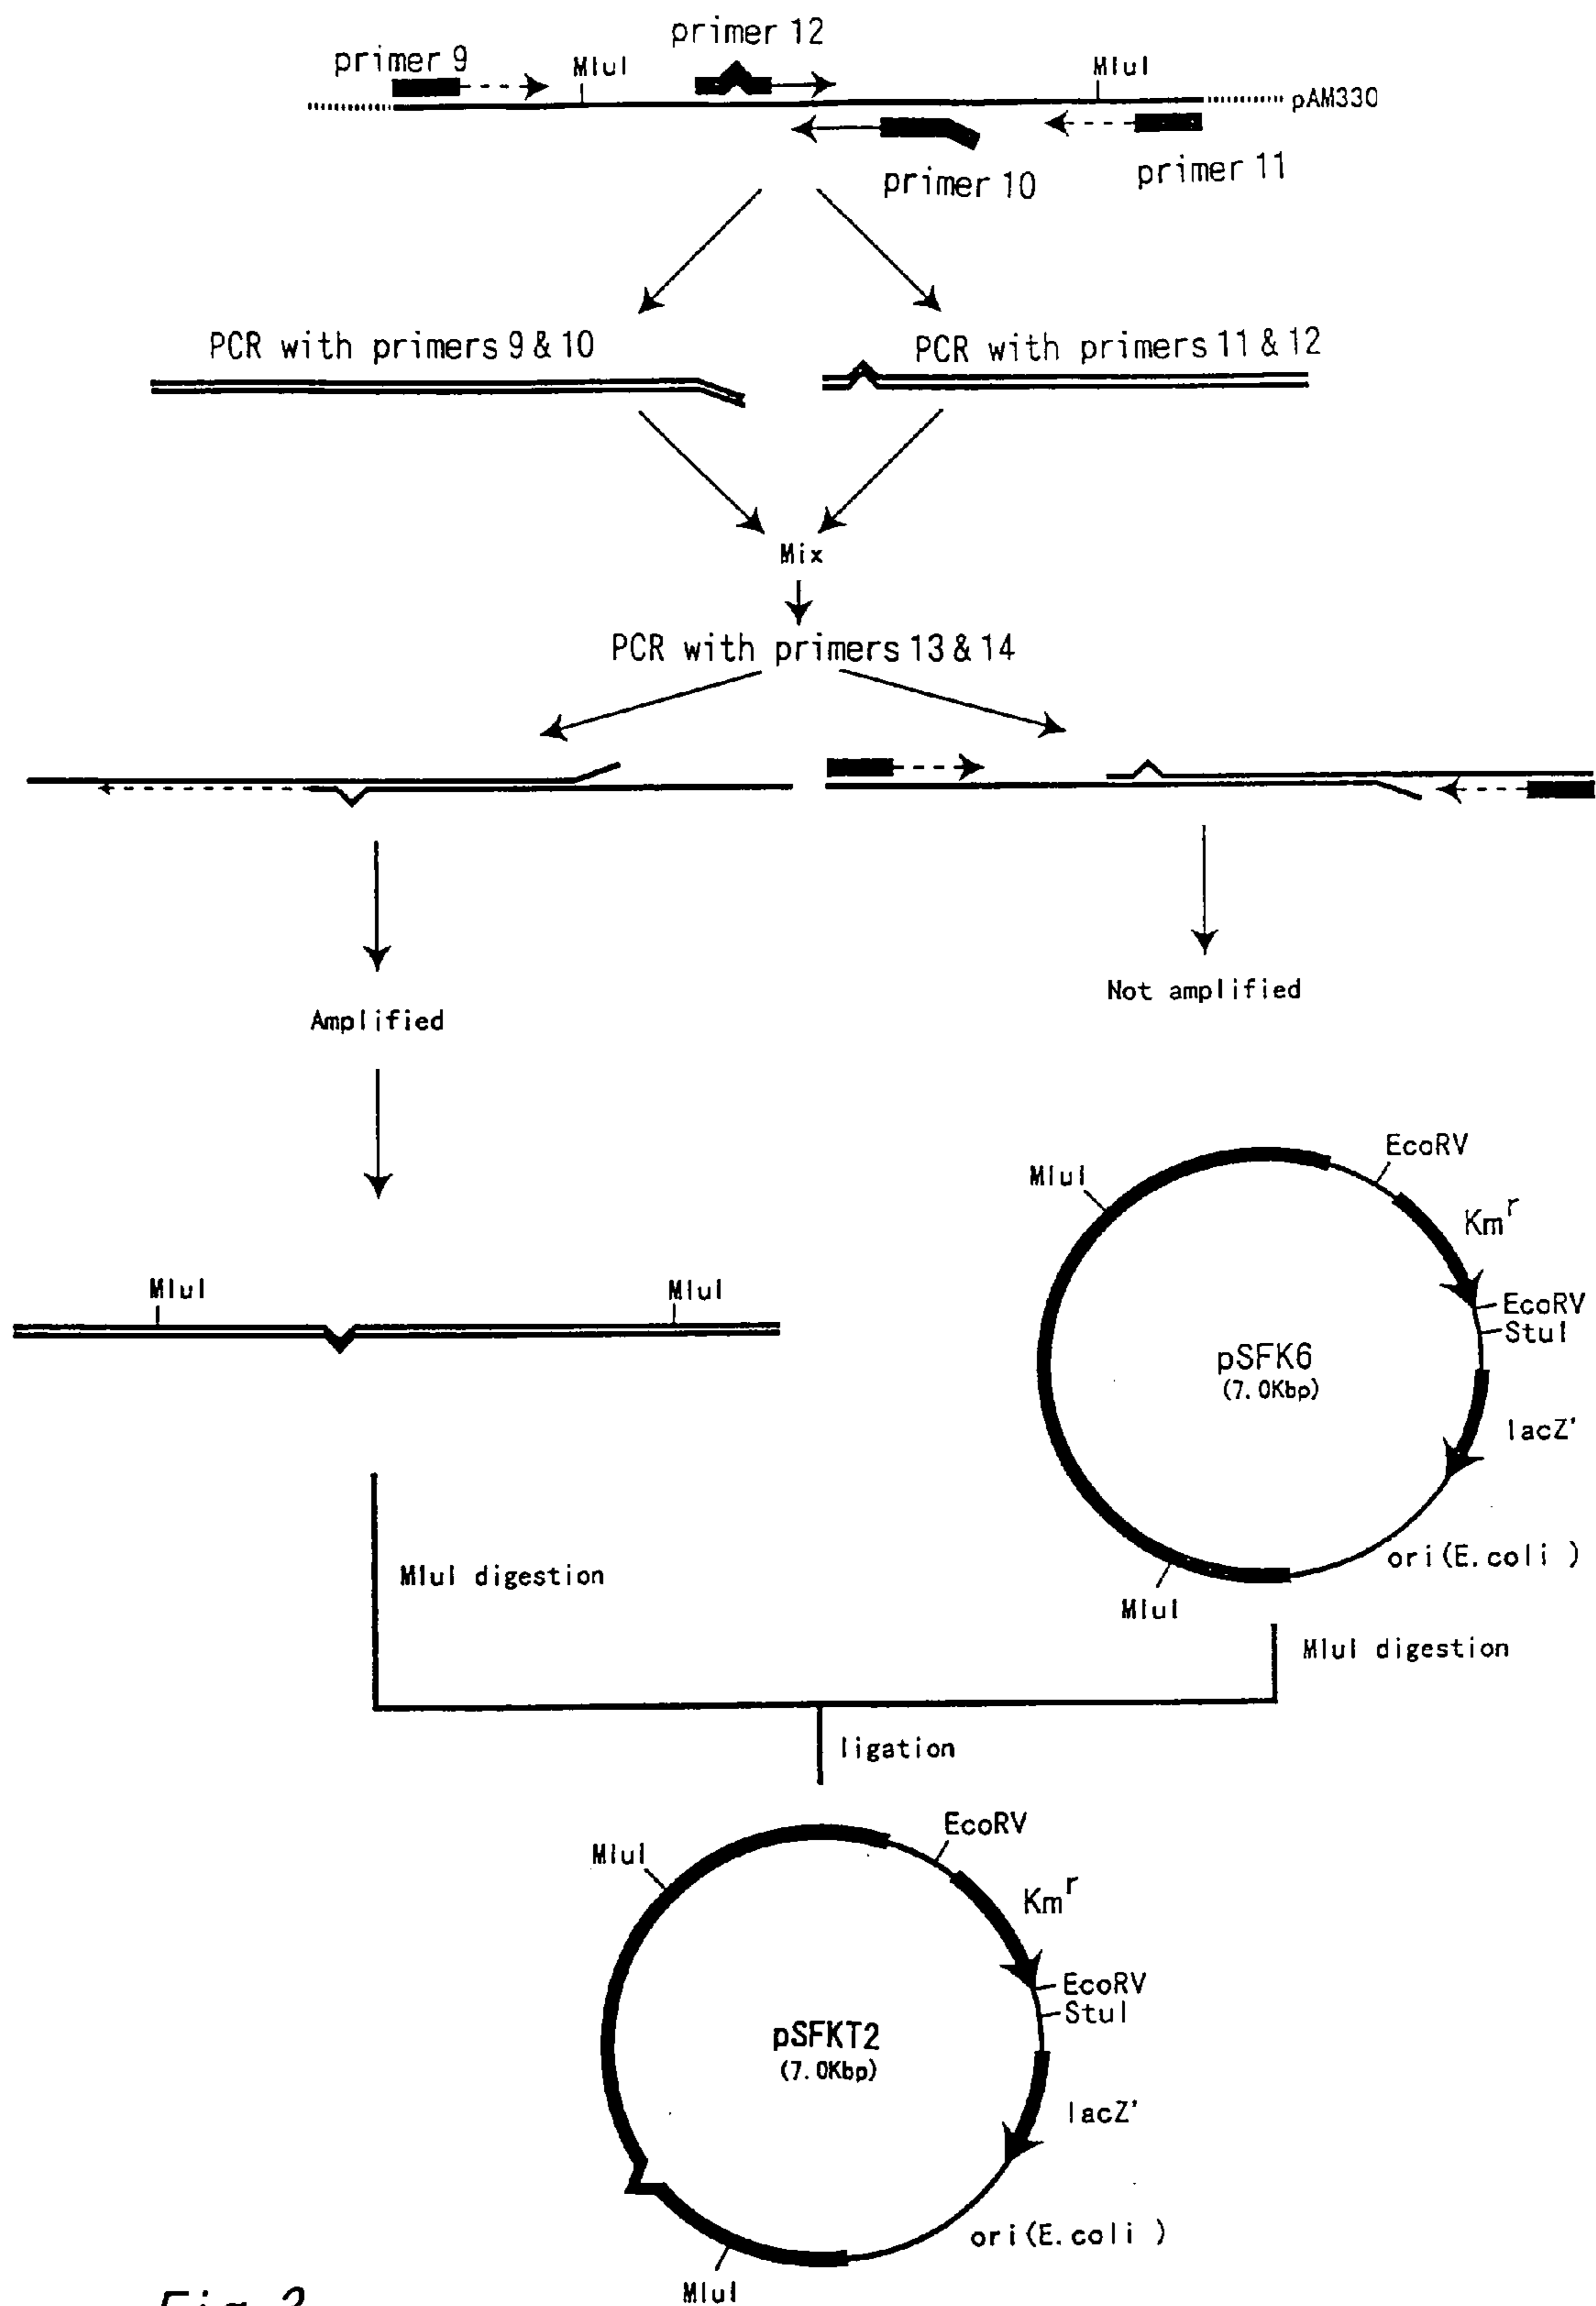 primer 9
primer 12
MluI
MluI
pAM330
primer 10
primer 11
PCR with primers 9 & 10
PCR with primers 11 & 12
Mix
PCR with primers 13 & 14
Amplified
Not amplified
MluI
MluI
MluI
EcoRV
Kmr
EcoRV
StuI
pSFK6
(7.0Kbp)
lacZ'
ori(E.coli )
MluI
MluI digestion
MluI digestion
ligation
MluI
EcoRV
Kmr
EcoRV
StuI
pSFKT2
(7.0Kbp)
lacZ'
ori(E.coli )
MluI